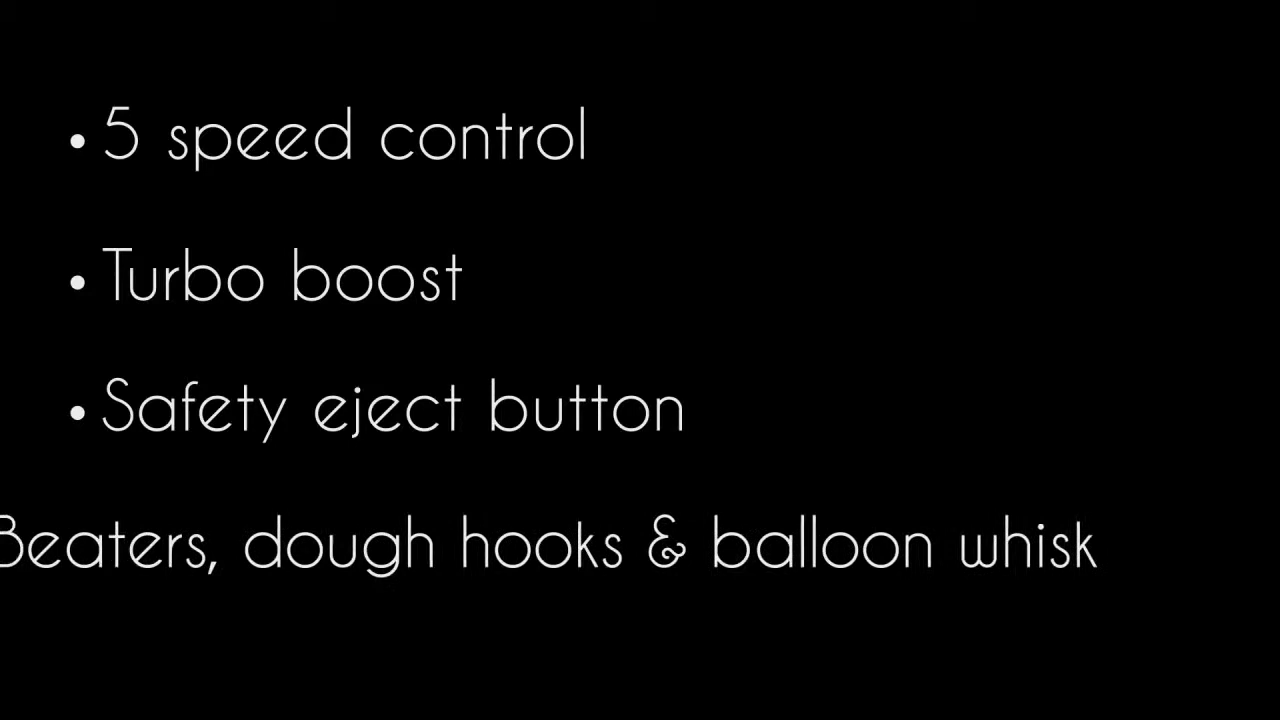 • 5 speed control
• Turbo boost
• Safety eject button
Beaters, dough hooks & balloon whisk